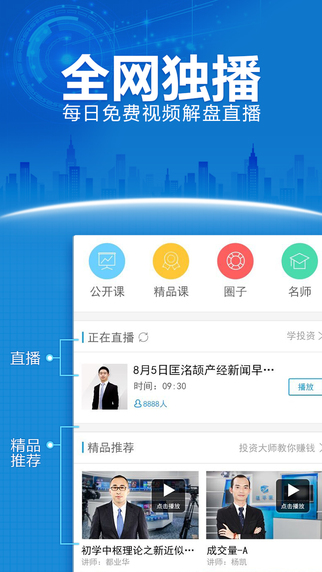 全网独播
每日免费视频解盘直播
公开课 精品课 圈子 名师
正在直播 学投资
直播
8月5日匡洺颉产经新闻早…
时间：09:30
播放
8888人
精品
推荐
精品推荐 投资大师教你赚钱
点击播放 点击播放
初学中枢理论之新近似… 成交量-A
讲师：鄯业华 讲师：杨凯